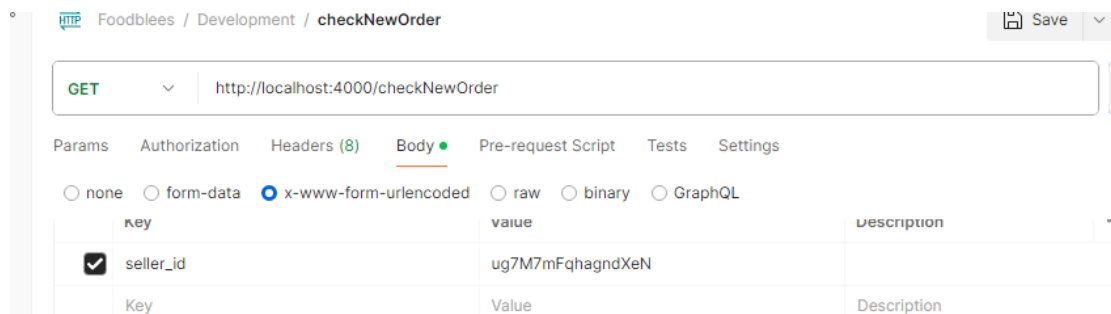 HTTP Foodblees / Development / checkNewOrder Save
GET http://localhost:4000/checkNewOrder
Params Authorization Headers (8) Body Pre-request Script Tests Settings
none form-data x-www-form-urlencoded raw binary GraphQL
Key Value Description
seller_id ug7M7mFqhagndXeN
Key Value Description